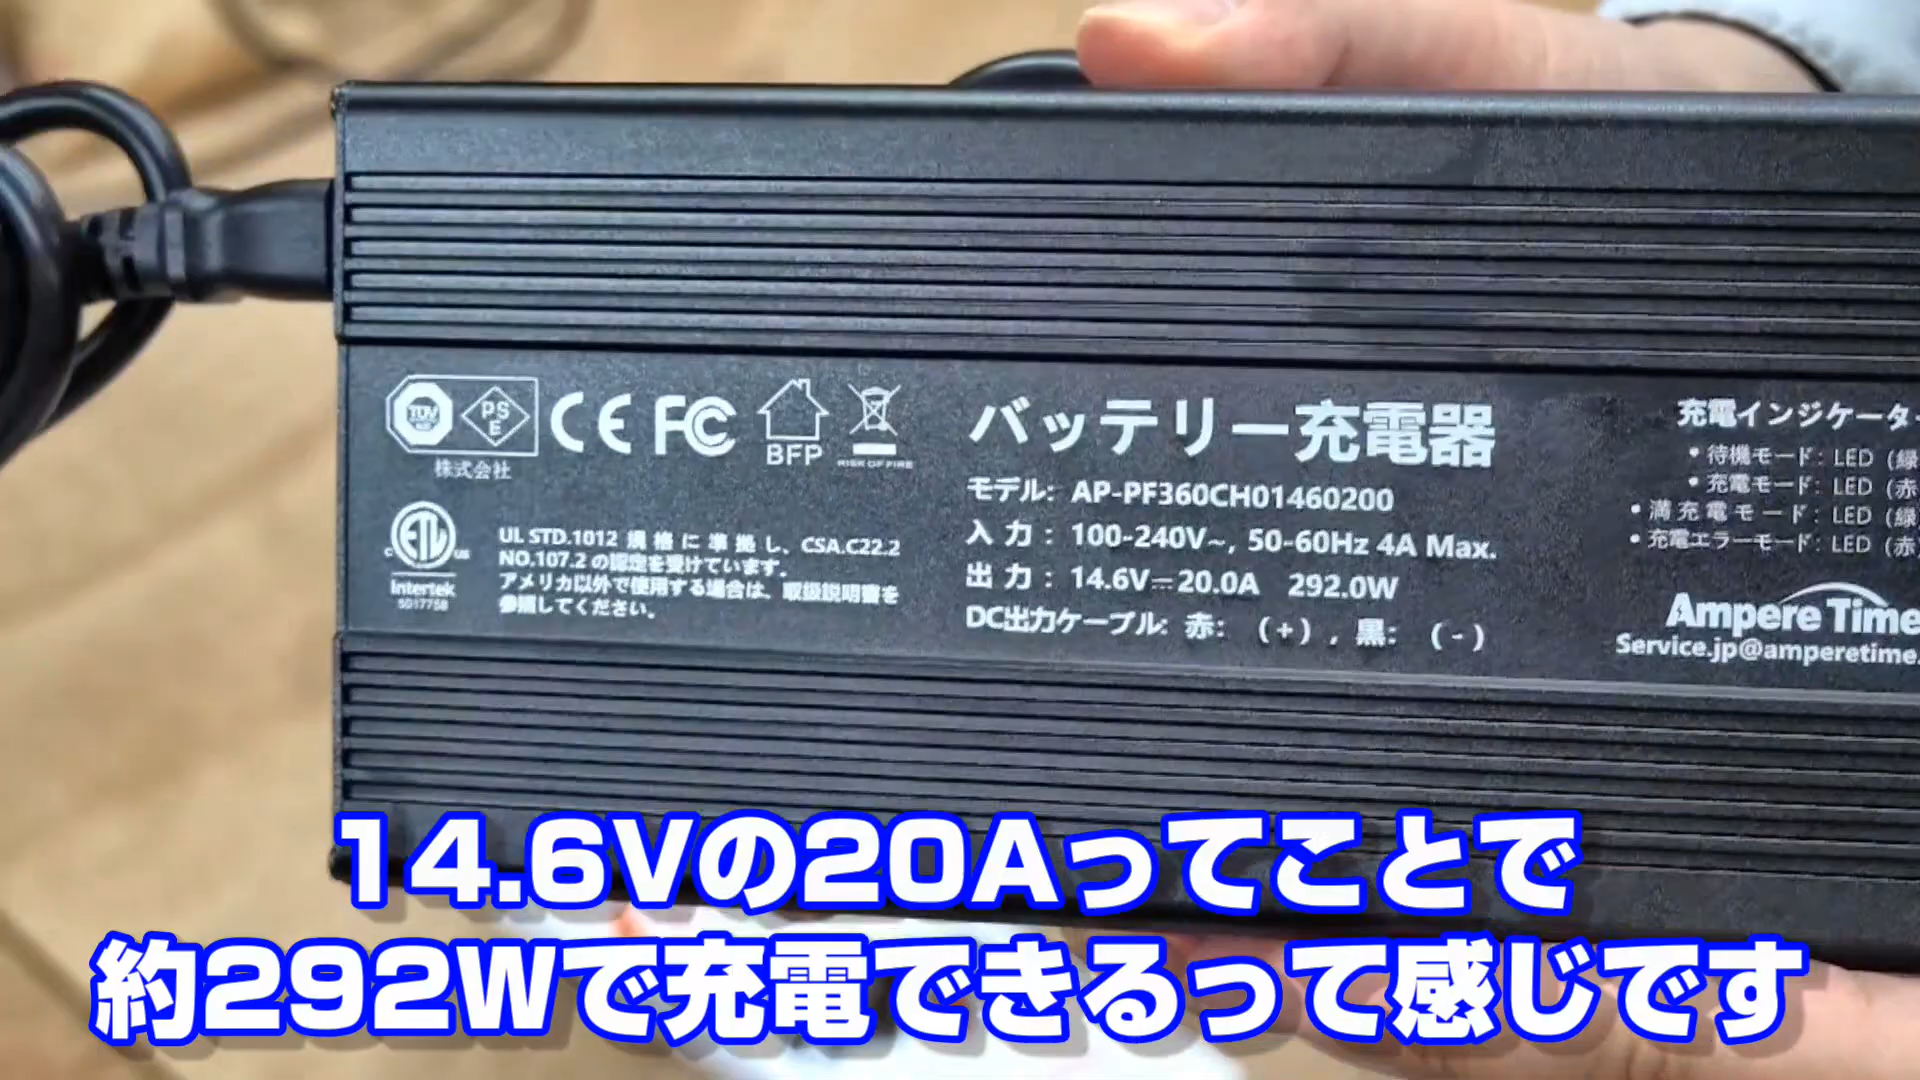 TUV
PS
E
株式会社
CE FC
BFP
RISK OF FIRE
C ETL US
Intertek
5017758
UL STD.1012 規格に準拠し、CSA.C22.2
NO.107.2 の認定を受けています。
アメリカ以外で使用する場合は、取扱説明書を
参照してください。
バッテリー充電器
モデル: AP-PF360CH01460200
入力: 100-240V~, 50-60Hz 4A Max.
出力: 14.6V⎓20.0A 292.0W
DC出力ケーブル: 赤: (+), 黒: (-)
充電インジケータ
• 待機モード: LED (緑
• 充電モード: LED (赤
• 満充電モード: LED (緑
• 充電エラーモード: LED (赤
Ampere Time
Service.jp@amperetime.
14.6Vの20Aってことで
約292Wで充電できるって感じです